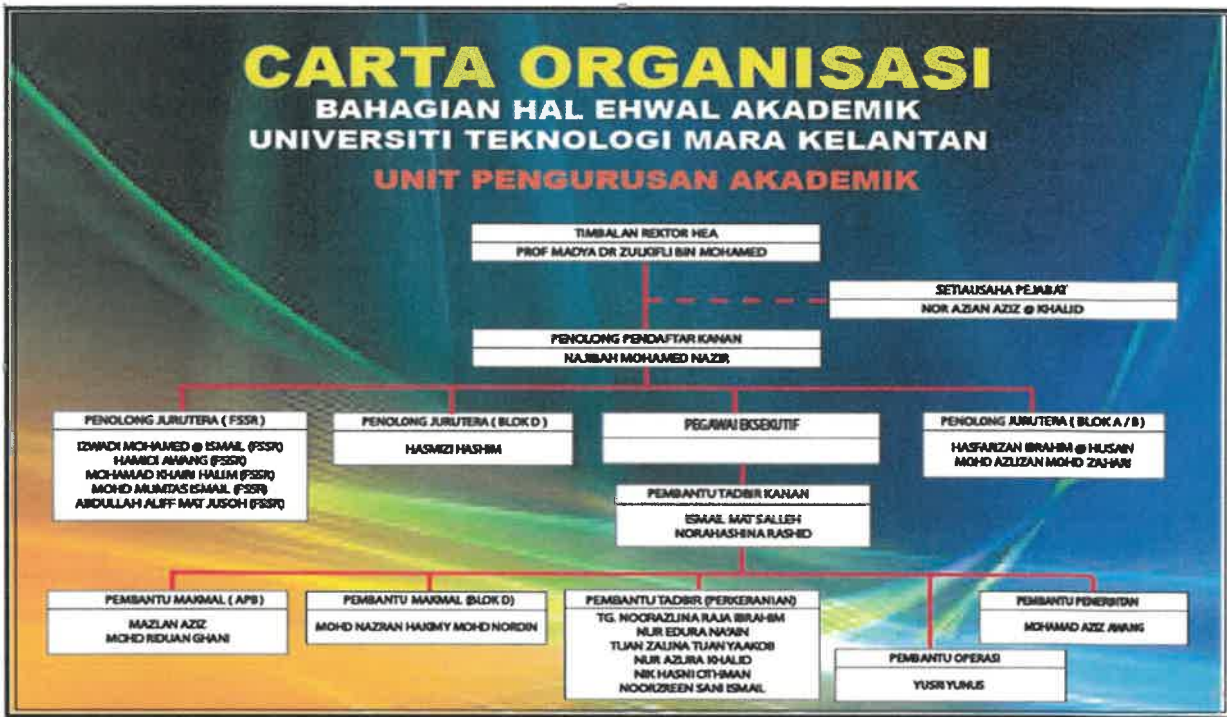 CARTA ORGANISASI
BAHAGIAN HAL EHWAL AKADEMIK
UNIVERSITI TEKNOLOGI MARA KELANTAN
UNIT PENGURUSAN AKADEMIK
TIMBALAN REKTOR HEA
PROF MADYA DR ZULKIFLI BIN MOHAMED
SETIAUSAHA PEJABAT
NOR AZIAN AZIZ @ KHALID
PENOLONG PENDAFTAR KANAN
NAJIBAH MOHAMED NAZIR
PENOLONG JURUTERA ( FSSR )
IZWADI MOHAMED @ ISMAIL (FSSR)
HAMIDI AWANG (FSSR)
MOHAMAD KHAIRI HALIM (FSSR)
MOHD MUMTAS ISMAIL (FSSR)
ABDULLAH ALIFF MAT JUSOH (FSSR)
PENOLONG JURUTERA ( BLOK D )
HASMIZI HASHIM
PEGAWAI EKSEKUTIF
PENOLONG JURUTERA ( BLOK A / B )
HASFARIZAN IBRAHIM @ HUSAIN
MOHD AZLIZAN MOHD ZAHARI
PEMBANTU TADBIR KANAN
ISMAIL MAT SALLEH
NORAHASHINA RASHID
PEMBANTU MAKMAL ( APB )
MAZLAN AZIZ
MOHD RIDUAN GHANI
PEMBANTU MAKMAL (BLOK D )
MOHD NAZRAN HAKIMY MOHD NORDIN
PEMBANTU TADBIR (PERKERANIAN)
TG. NOORAZLINA RAJA IBRAHIM
NUR EDURA NA'AIN
TUAN ZALINA TUAN YAAKOB
NUR AZURA KHALID
NIK HASNI OTHMAN
NOORIZREEN SANI ISMAIL
PEMBANTU OPERASI
YUSRI YUNUS
PEMBANTU PENERBITAN
MOHAMAD AZIZ AWANG